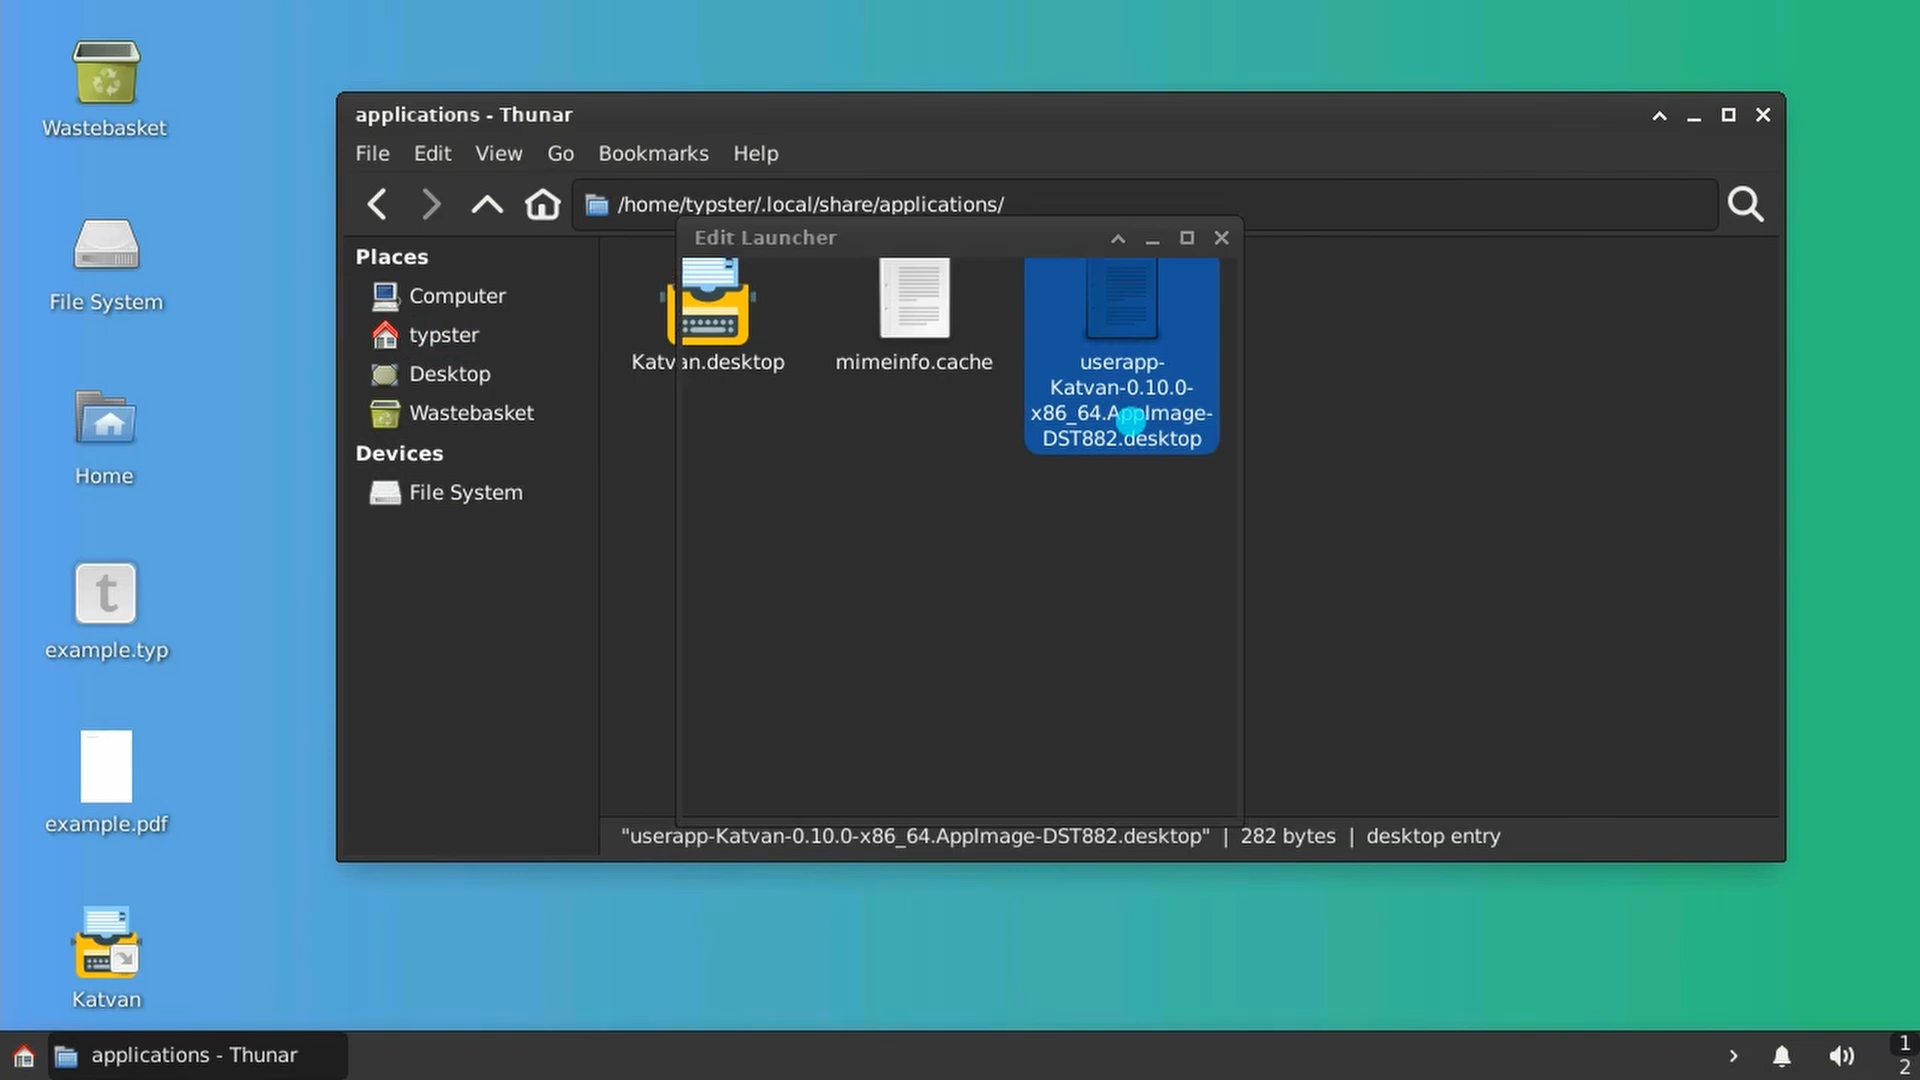 Wastebasket
File System
Home
example.typ
example.pdf
Katvan
applications - Thunar
File Edit View Go Bookmarks Help
/home/typster/.local/share/applications/
Places
Computer
typster
Desktop
Wastebasket
Devices
File System
Edit Launcher
Katvan.desktop
mimeinfo.cache
userapp-
Katvan-0.10.0-
x86_64.AppImage-
DST882.desktop
"userapp-Katvan-0.10.0-x86_64.AppImage-DST882.desktop" | 282 bytes | desktop entry
applications - Thunar
1
2